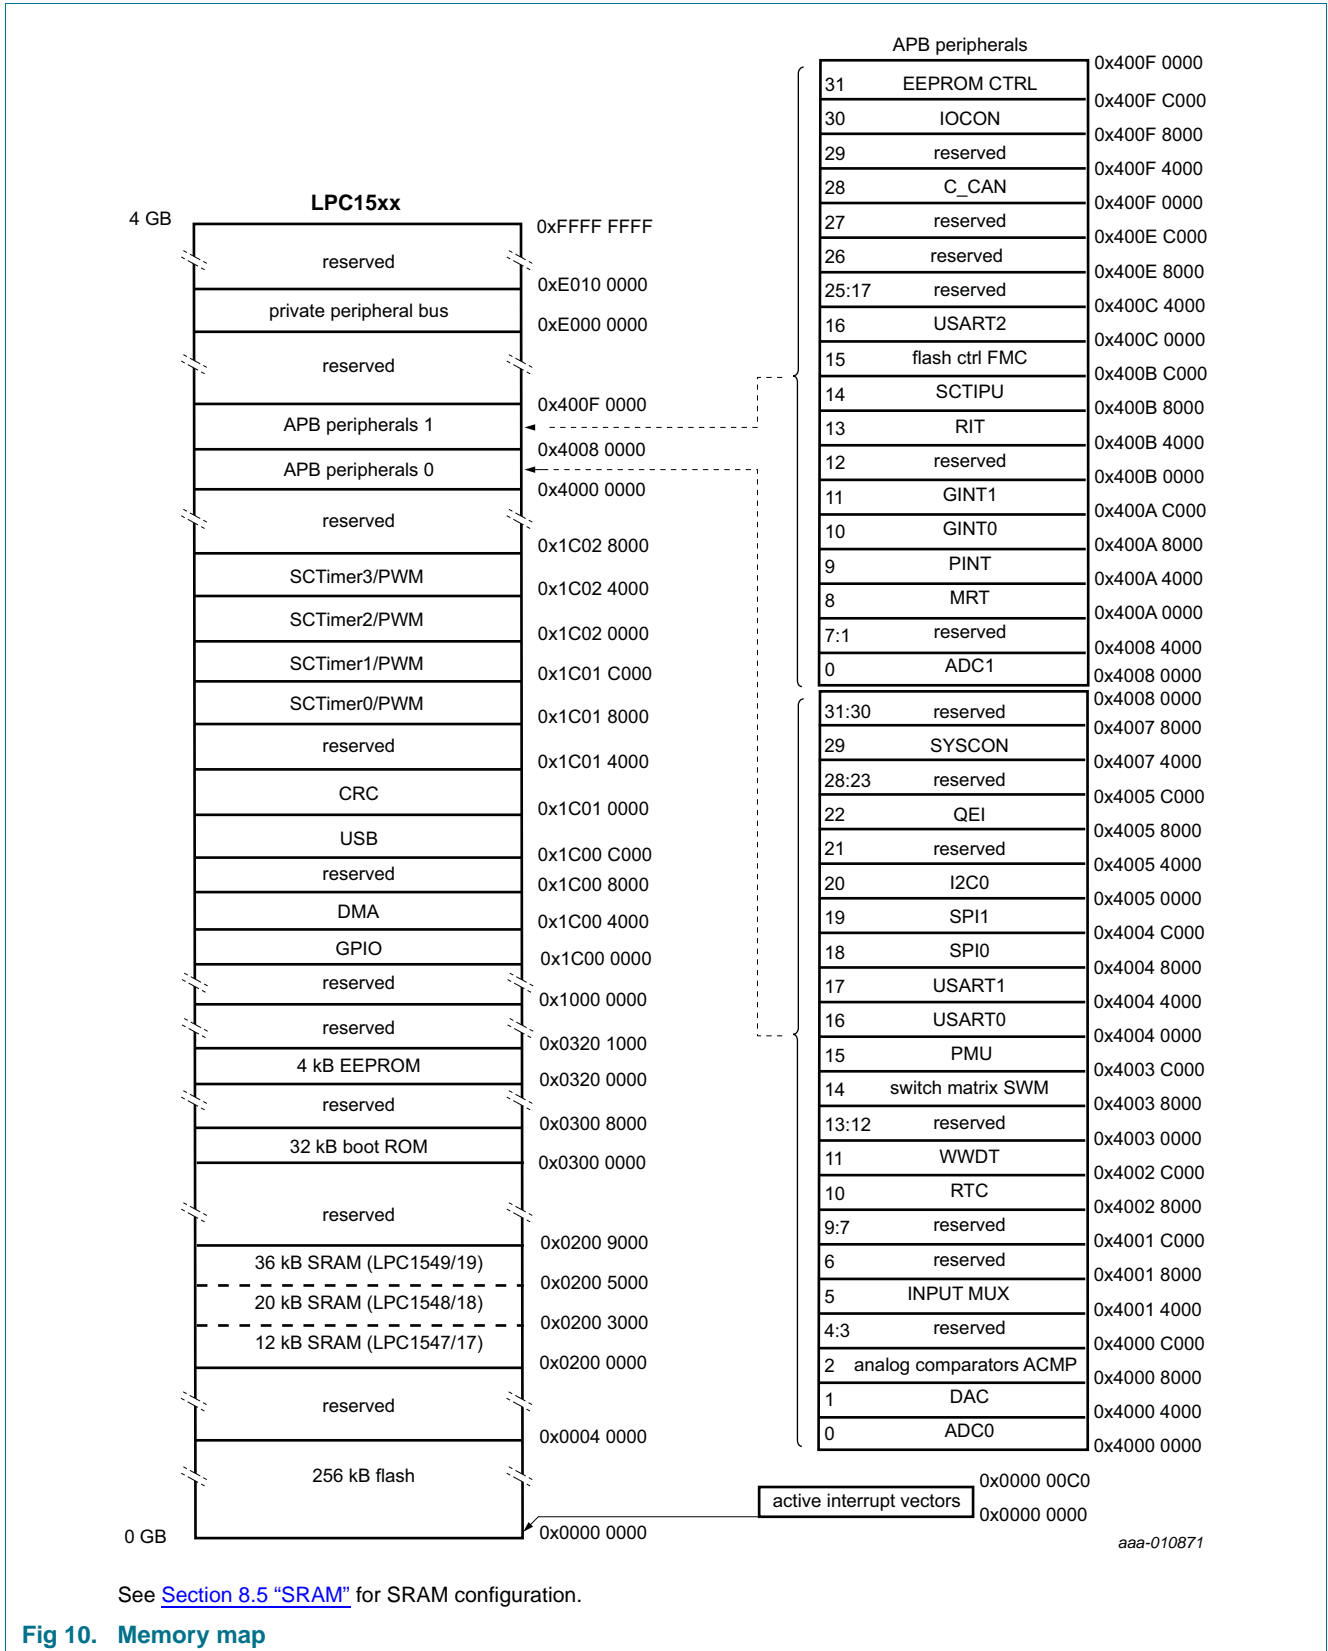 LPC15xx
4 GB
0xFFFF FFFF
reserved
0xE010 0000
private peripheral bus
0xE000 0000
reserved
0x400F 0000
APB peripherals 1
0x4008 0000
APB peripherals 0
0x4000 0000
reserved
0x1C02 8000
SCTimer3/PWM
0x1C02 4000
SCTimer2/PWM
0x1C02 0000
SCTimer1/PWM
0x1C01 C000
SCTimer0/PWM
0x1C01 8000
reserved
0x1C01 4000
CRC
0x1C01 0000
USB
0x1C00 C000
reserved
0x1C00 8000
DMA
0x1C00 4000
GPIO
0x1C00 0000
reserved
0x1000 0000
reserved
0x0320 1000
4 kB EEPROM
0x0320 0000
reserved
0x0300 8000
32 kB boot ROM
0x0300 0000
reserved
0x0200 9000
36 kB SRAM (LPC1549/19)
0x0200 5000
20 kB SRAM (LPC1548/18)
0x0200 3000
12 kB SRAM (LPC1547/17)
0x0200 0000
reserved
0x0004 0000
256 kB flash
0 GB
0x0000 0000
APB peripherals
0x400F 0000
31 EEPROM CTRL
0x400F C000
30 IOCON
0x400F 8000
29 reserved
0x400F 4000
28 C_CAN
0x400F 0000
27 reserved
0x400E C000
26 reserved
0x400E 8000
25:17 reserved
0x400C 4000
16 USART2
0x400C 0000
15 flash ctrl FMC
0x400B C000
14 SCTIPU
0x400B 8000
13 RIT
0x400B 4000
12 reserved
0x400B 0000
11 GINT1
0x400A C000
10 GINT0
0x400A 8000
9 PINT
0x400A 4000
8 MRT
0x400A 0000
7:1 reserved
0x4008 4000
0 ADC1
0x4008 0000
0x4008 0000
31:30 reserved
0x4007 8000
29 SYSCON
0x4007 4000
28:23 reserved
0x4005 C000
22 QEI
0x4005 8000
21 reserved
0x4005 4000
20 I2C0
0x4005 0000
19 SPI1
0x4004 C000
18 SPI0
0x4004 8000
17 USART1
0x4004 4000
16 USART0
0x4004 0000
15 PMU
0x4003 C000
14 switch matrix SWM
0x4003 8000
13:12 reserved
0x4003 0000
11 WWDT
0x4002 C000
10 RTC
0x4002 8000
9:7 reserved
0x4001 C000
6 reserved
0x4001 8000
5 INPUT MUX
0x4001 4000
4:3 reserved
0x4000 C000
2 analog comparators ACMP
0x4000 8000
1 DAC
0x4000 4000
0 ADC0
0x4000 0000
0x0000 00C0
active interrupt vectors
0x0000 0000
aaa-010871
See Section 8.5 “SRAM” for SRAM configuration.
Fig 10. Memory map